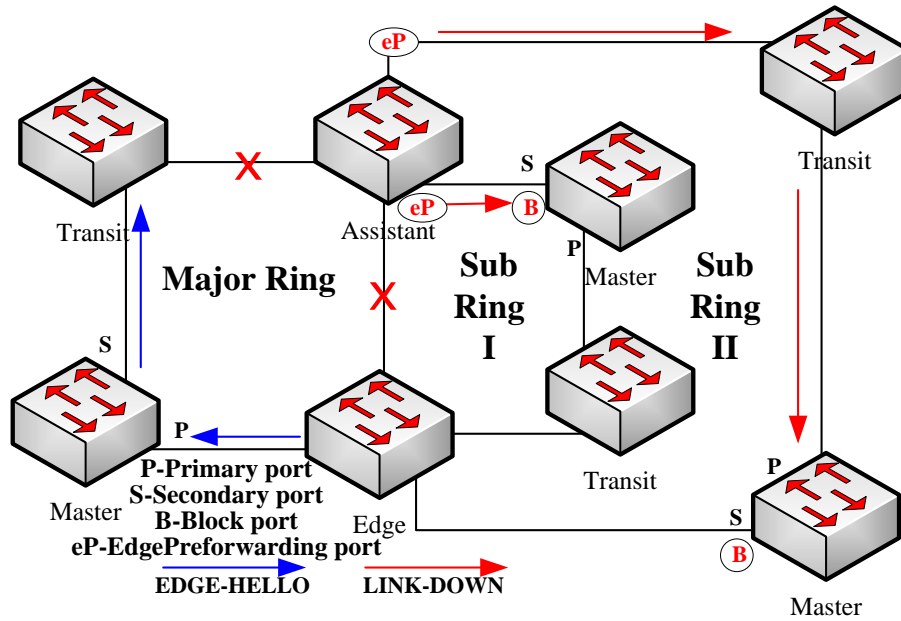 eP
Transit
S
Transit
Assistant
eP
B
P
Master
Major Ring
Sub
Ring
I
Sub
Ring
II
S
P
Master
P-Primary port
S-Secondary port
B-Block port
eP-EdgePreforwarding port
Edge
Transit
P
S
B
Master
EDGE-HELLO
LINK-DOWN
X
X